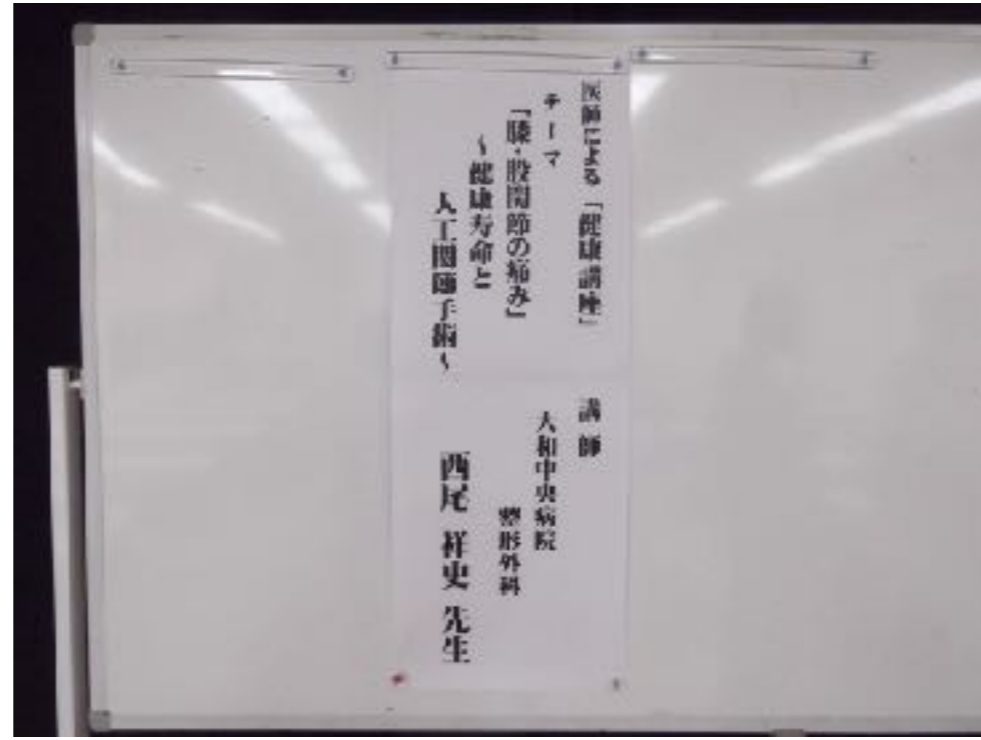 医師による「健康講座」
テーマ
「膝・股関節の痛み」
~健康寿命と
人工関節手術~
講師
大和中央病院
整形外科
西尾 祥史 先生